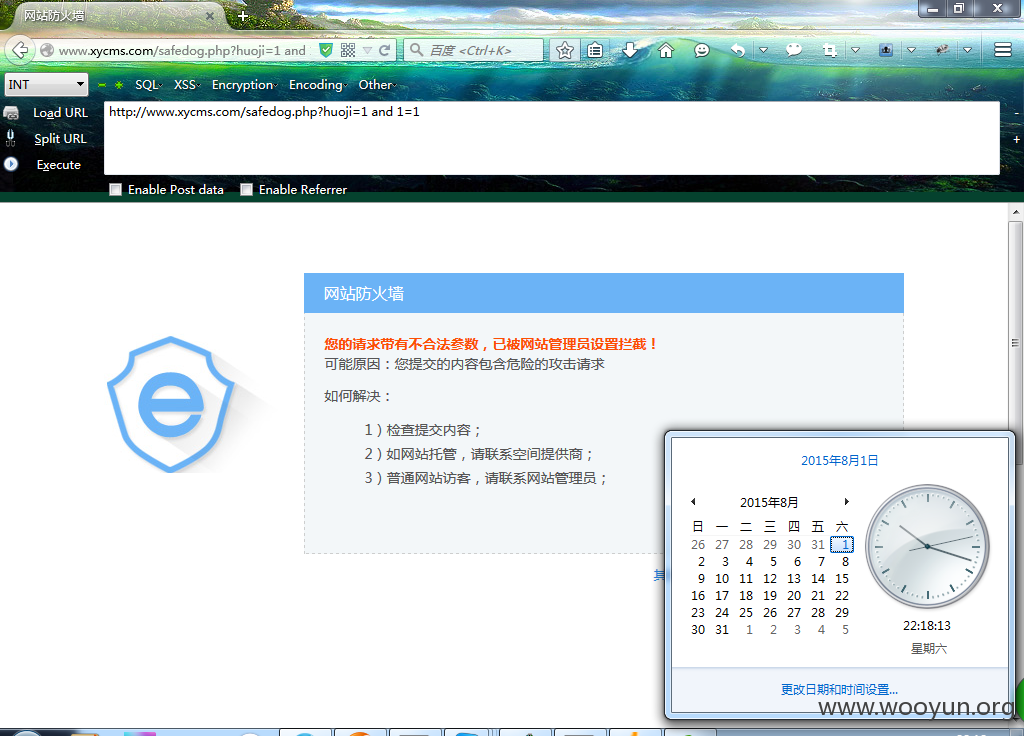 网站防火墙
www.xycms.com/safedog.php?huoji=1 and
百度 <Ctrl+K>
INT
SQL XSS Encryption Encoding Other
Load URL
Split URL
Execute
http://www.xycms.com/safedog.php?huoji=1 and 1=1
Enable Post data
Enable Referrer
网站防火墙
您的请求带有不合法参数，已被网站管理员设置拦截！
可能原因：您提交的内容包含危险的攻击请求
如何解决：
1）检查提交内容；
2）如网站托管，请联系空间提供商；
3）普通网站访客，请联系网站管理员；
2015年8月1日
2015年8月
日 一 二 三 四 五 六
26 27 28 29 30 31 1
2 3 4 5 6 7 8
9 10 11 12 13 14 15
16 17 18 19 20 21 22
23 24 25 26 27 28 29
30 31 1 2 3 4 5
22:18:13
星期六
更改日期和时间设置...
www.wooyun.org